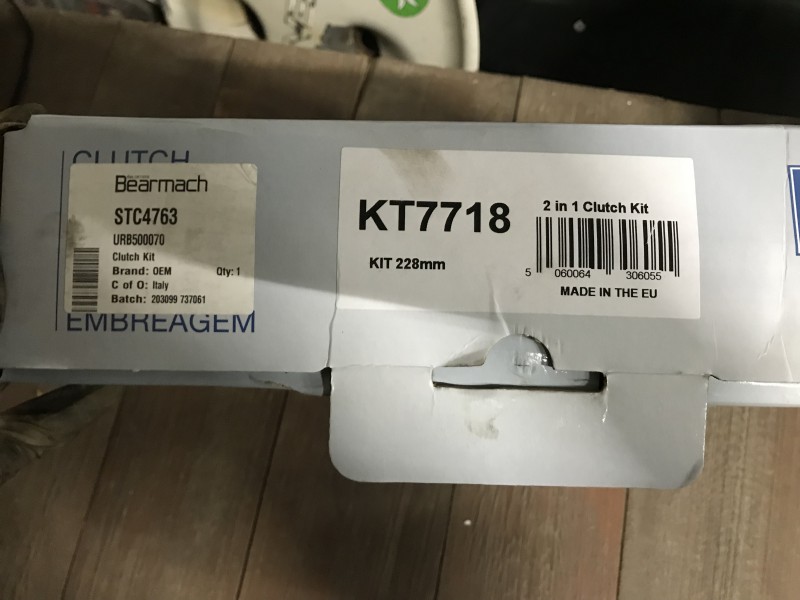 CLUTCH
Bearmach
STC4763
URB500070
Clutch Kit
Brand: OEM Qty: 1
C of O: Italy
Batch: 203099 737061
EMBREAGEM
KT7718
KIT 228mm
2 in 1 Clutch Kit
5 060064 306055
MADE IN THE EU